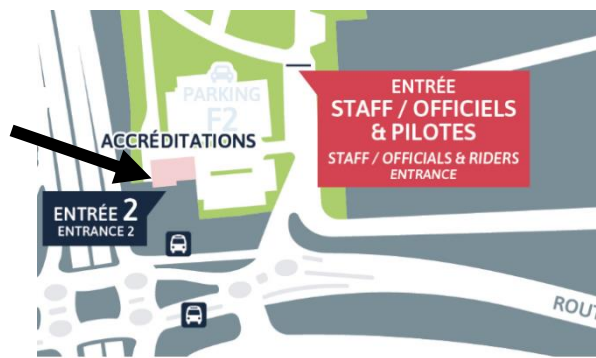 PARKING
F2
ACCRÉDITATIONS
ENTRÉE 2
ENTRANCE 2
ENTRÉE
STAFF / OFFICIELS
& PILOTES
STAFF / OFFICIALS & RIDERS
ENTRANCE
ROUT